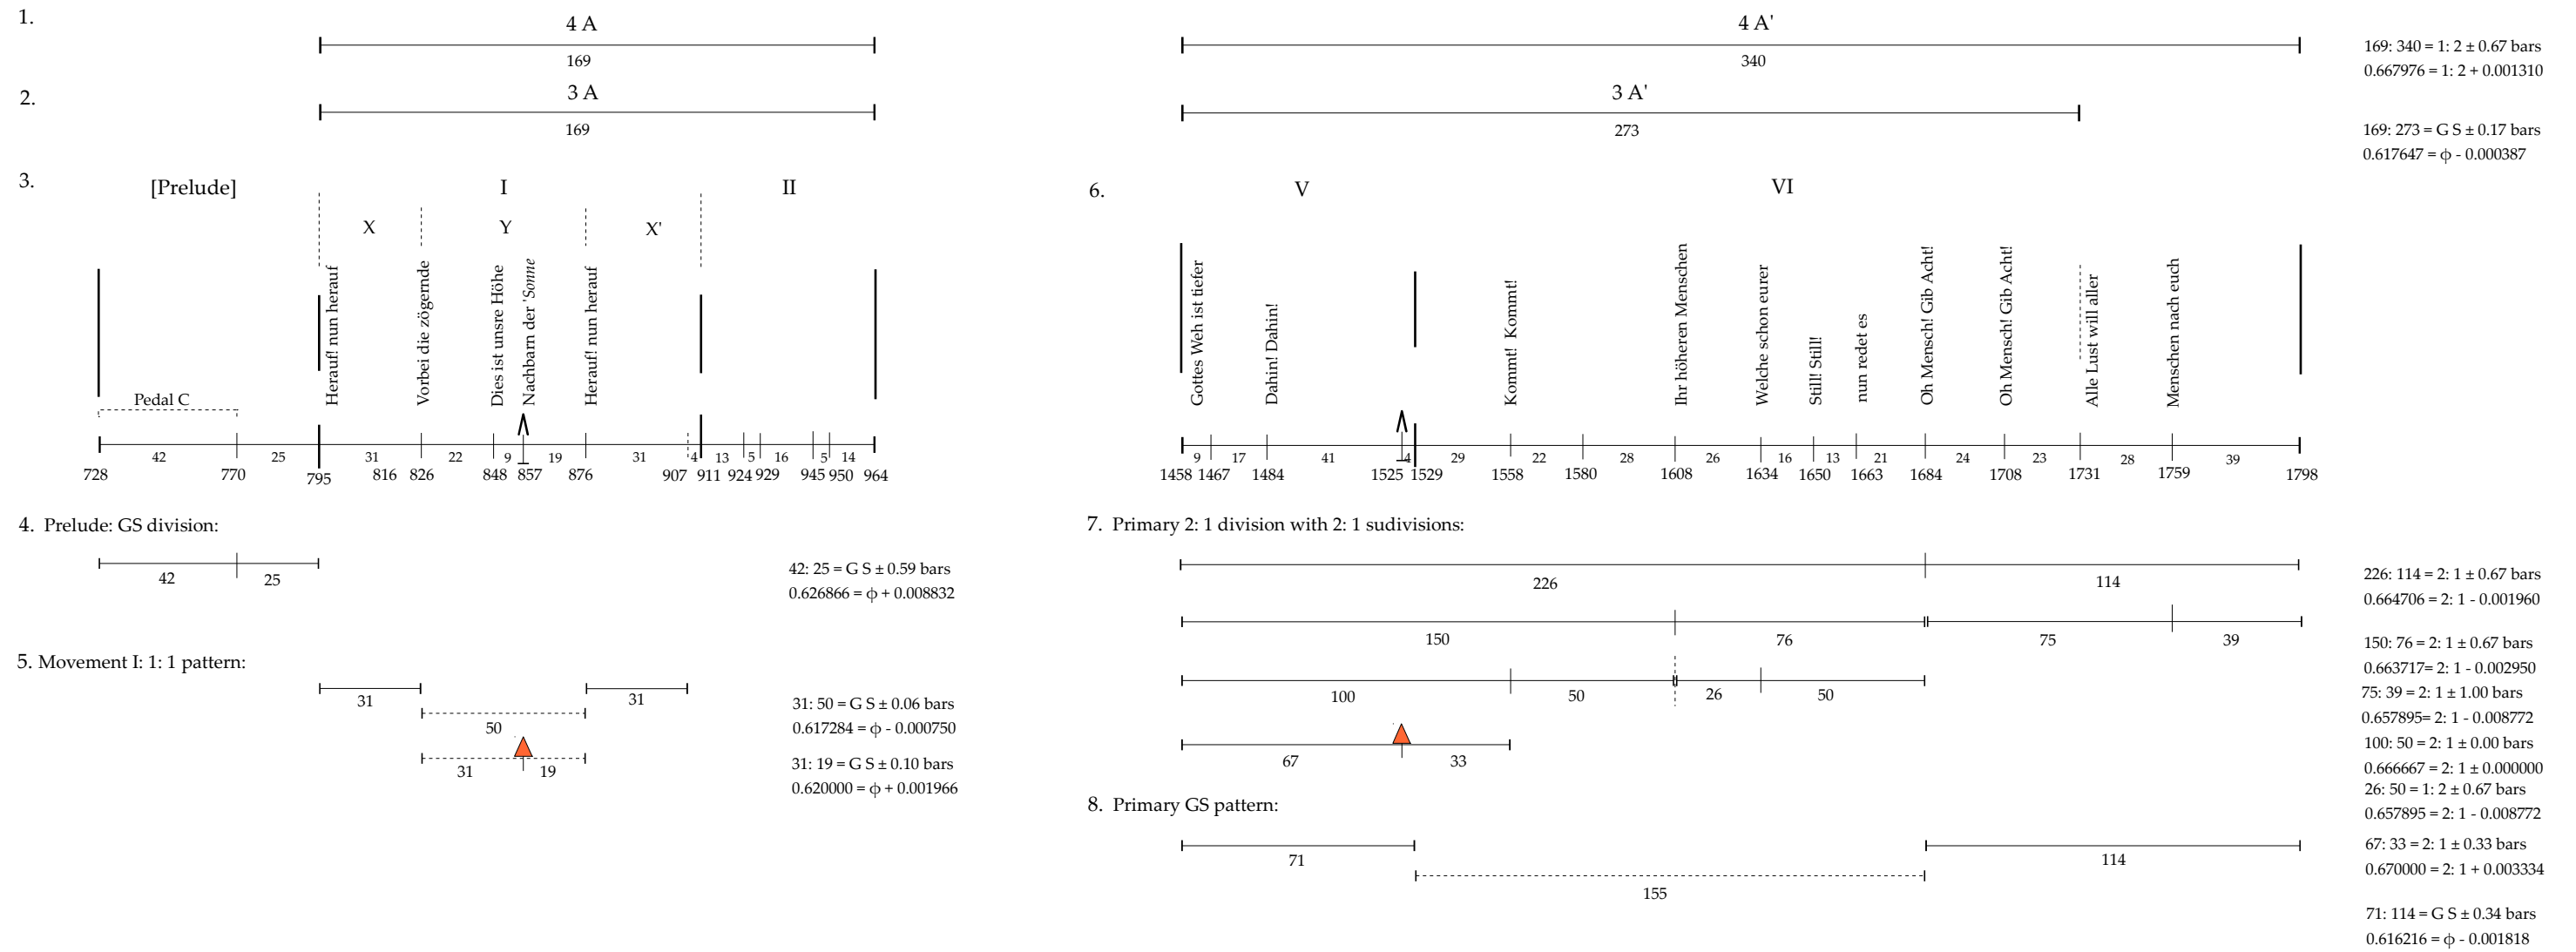 1.
4 A
169
4 A'
340
169: 340 = 1: 2 ± 0.67 bars
0.667976 = 1: 2 + 0.001310
2.
3 A
169
3 A'
273
169: 273 = G S ± 0.17 bars
0.617647 = ϕ - 0.000387
3.
[Prelude]
I
II
X
Y
X'
Herauf! nun herauf
Vorbei die zögernde
Dies ist unsre Höhe
Nachbarn der 'Sonne
Herauf! nun herauf
Pedal C
42 25 31 22 9 19 31 4 13 5 16 5 14
728 770 795 816 826 848 857 876 907 911 924 929 945 950 964
4. Prelude: GS division:
42 25
42: 25 = G S ± 0.59 bars
0.626866 = ϕ + 0.008832
5. Movement I: 1: 1 pattern:
31
50
31
31 19
31: 50 = G S ± 0.06 bars
0.617284 = ϕ - 0.000750
31: 19 = G S ± 0.10 bars
0.620000 = ϕ + 0.001966
6.
V
VI
Gottes Weh ist tiefer
Dahin! Dahin!
Kommt! Kommt!
Ihr höheren Menschen
Welche schon eurer
Still! Still!
nun redet es
Oh Mensch! Gib Acht!
Oh Mensch! Gib Acht!
Alle Lust will aller
Menschen nach euch
9 17 41 4 29 22 28 26 16 13 21 24 23 28 39
1458 1467 1484 1525 1529 1558 1580 1608 1634 1650 1663 1684 1708 1731 1759 1798
7. Primary 2: 1 division with 2: 1 sudivisions:
226 114
150 76 75 39
100 50 26 50
67 33
226: 114 = 2: 1 ± 0.67 bars
0.664706 = 2: 1 - 0.001960
150: 76 = 2: 1 ± 0.67 bars
0.663717= 2: 1 - 0.002950
75: 39 = 2: 1 ± 1.00 bars
0.657895= 2: 1 - 0.008772
100: 50 = 2: 1 ± 0.00 bars
0.666667 = 2: 1 ± 0.000000
26: 50 = 1: 2 ± 0.67 bars
0.657895 = 2: 1 - 0.008772
67: 33 = 2: 1 ± 0.33 bars
0.670000 = 2: 1 + 0.003334
8. Primary GS pattern:
71
155
114
71: 114 = G S ± 0.34 bars
0.616216 = ϕ - 0.001818